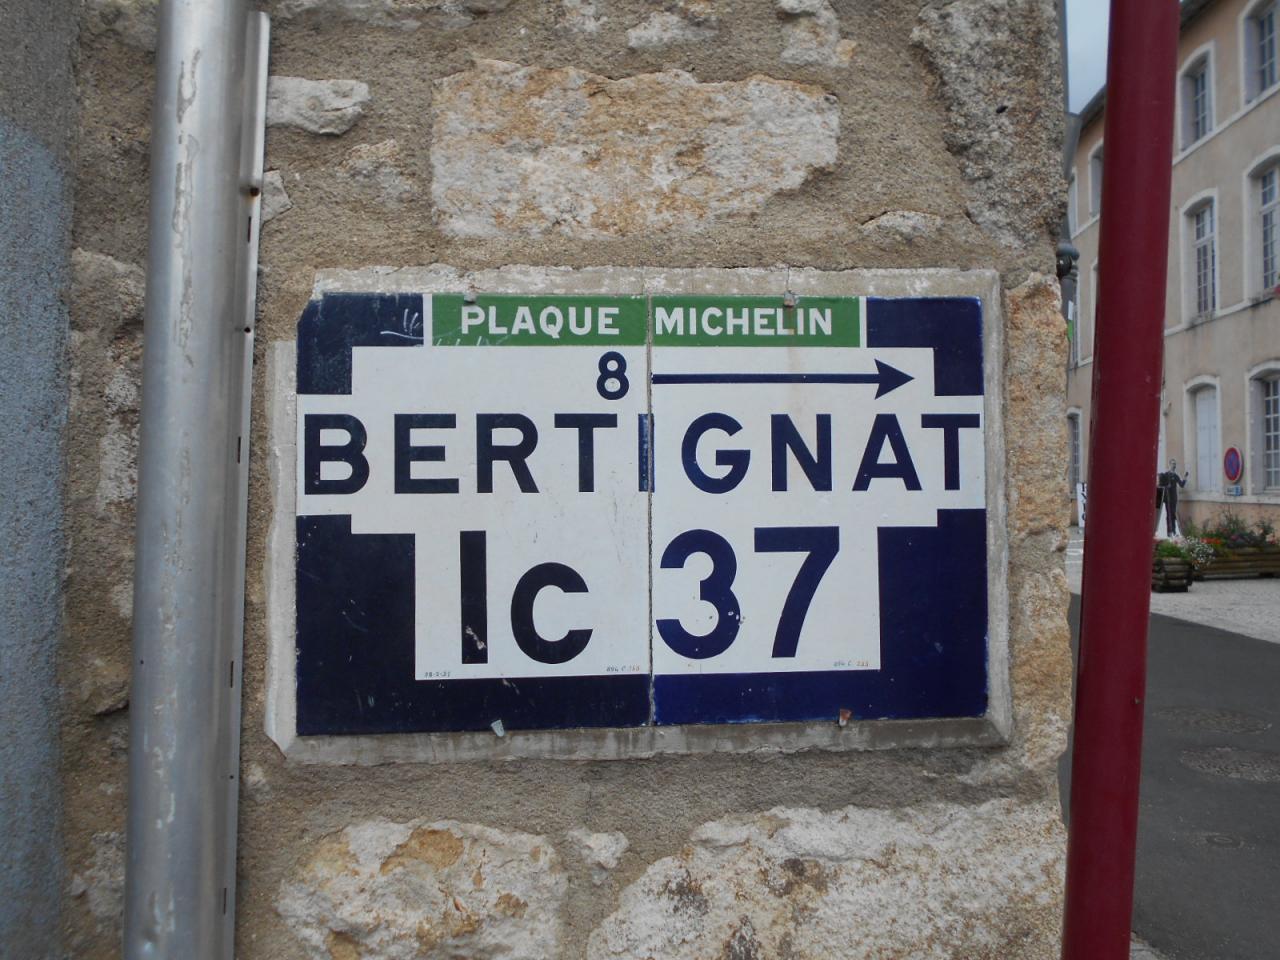 PLAQUE MICHELIN
8
BERTIGNAT
Ic 37